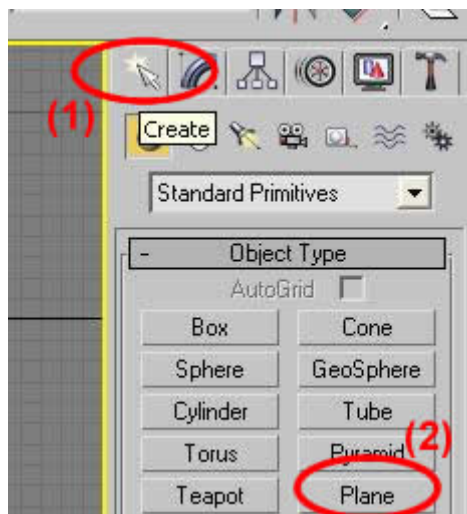 (1)
Create
Standard Primitives
- Object Type
AutoGrid
Box Cone
Sphere GeoSphere
Cylinder Tube
(2)
Torus Pyramid
Teapot Plane